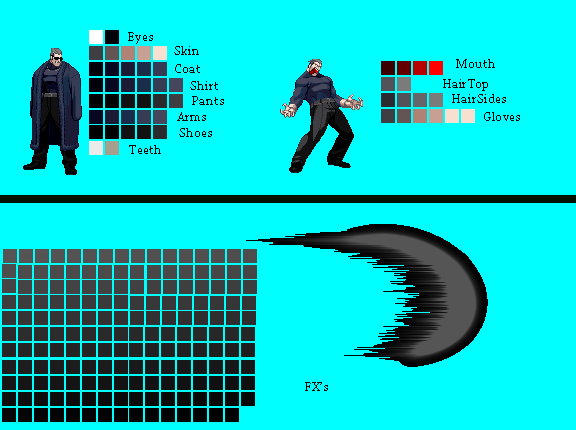 Eyes
Skin
Coat
Shirt
Pants
Arms
Shoes
Teeth
Mouth
HairTop
HairSides
Gloves
FX's